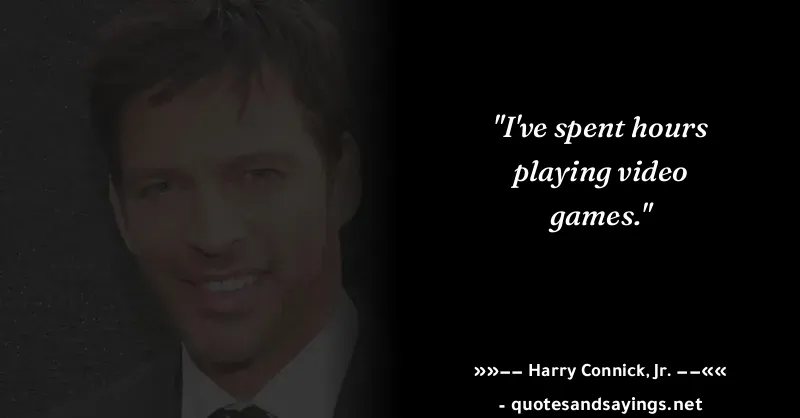 "I've spent hours
playing video
games."
»»−− Harry Connick, Jr. −−««
- quotesandsayings.net